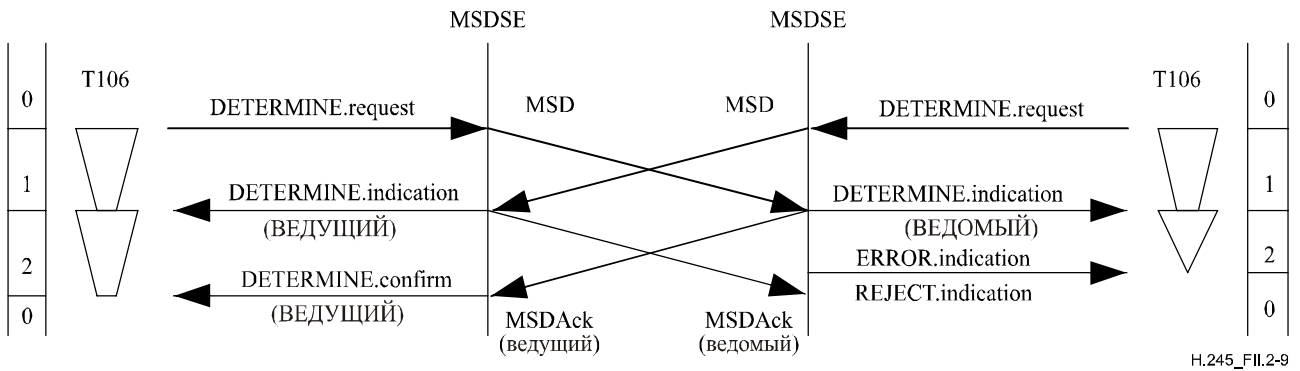 MSDSE MSDSE
T106 T106
0 DETERMINE.request MSD MSD DETERMINE.request 0
1 DETERMINE.indication DETERMINE.indication 1
(ВЕДУЩИЙ) (ВЕДОМЫЙ)
2 ERROR.indication 2
DETERMINE.confirm REJECT.indication
0 (ВЕДУЩИЙ) MSDAck MSDAck 0
(ведущий) (ведомый)
H.245_FII.2-9